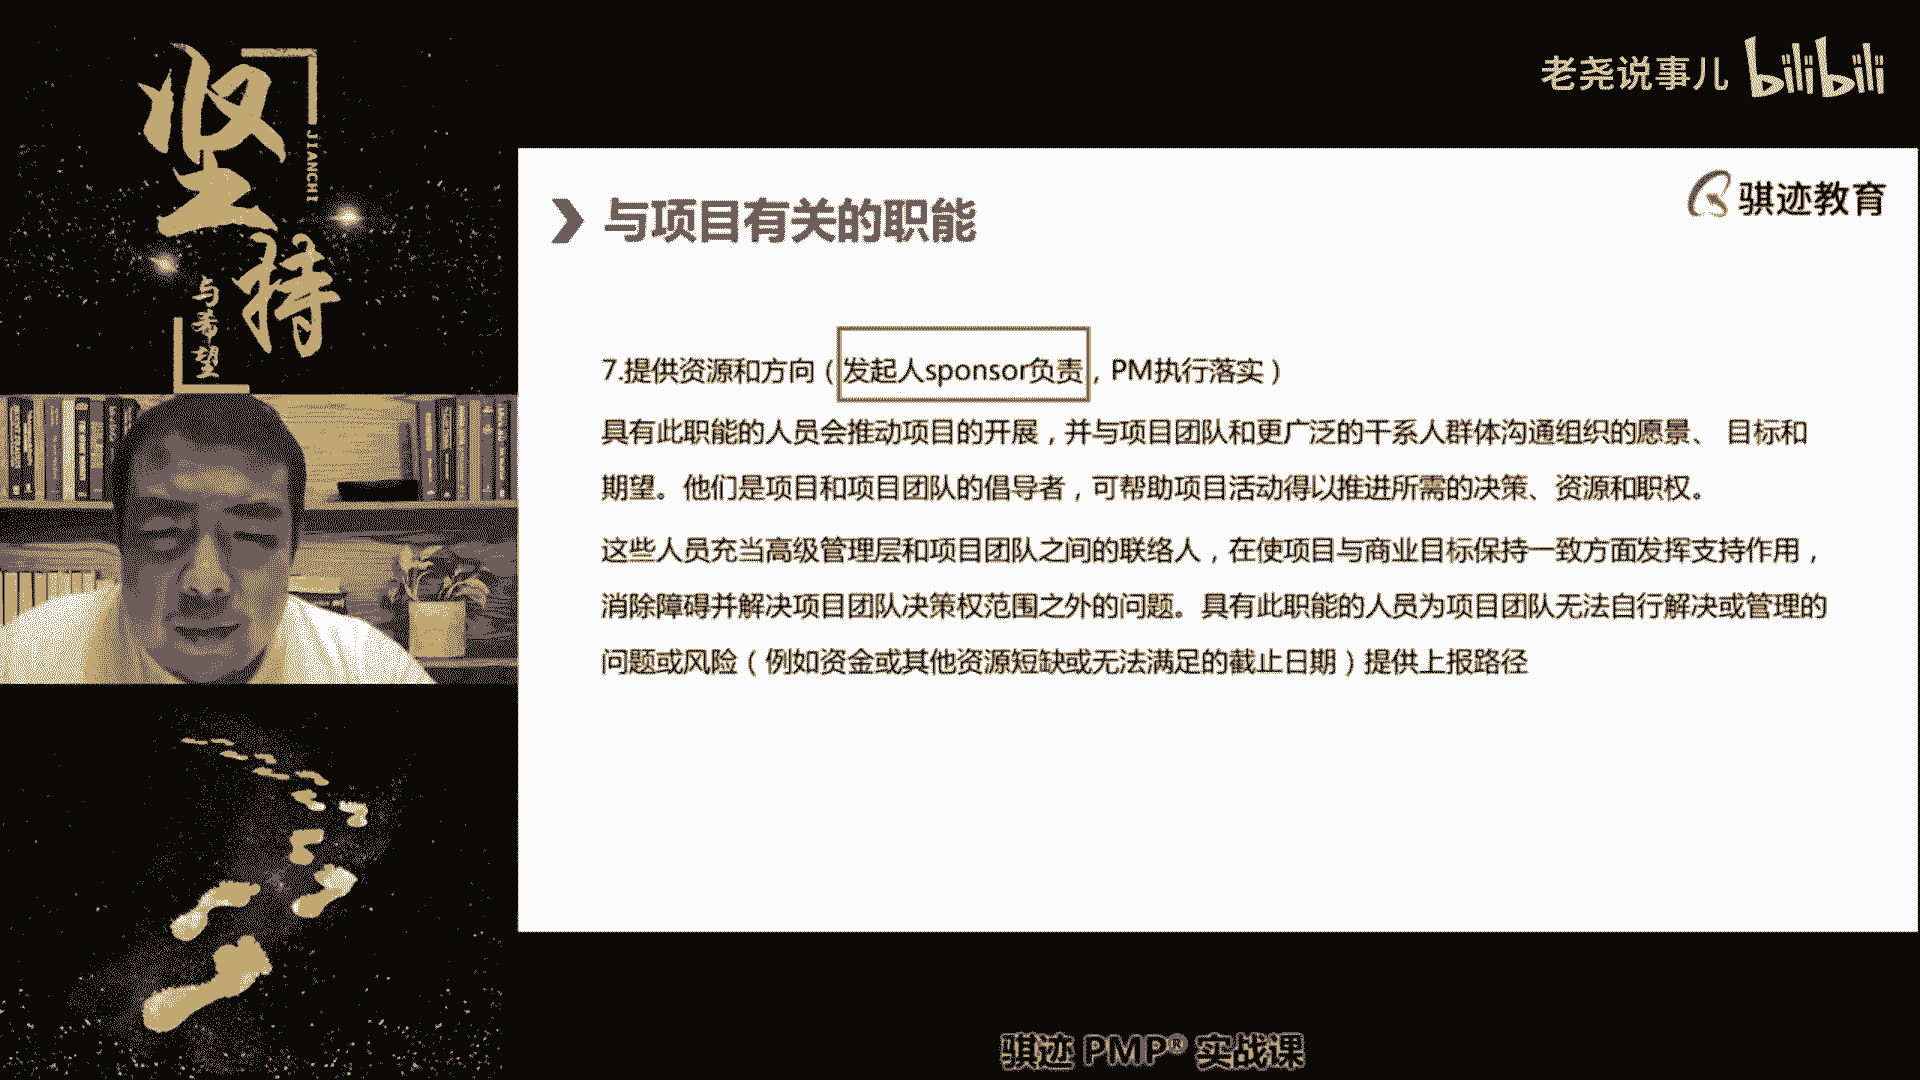 坚持
JIANCHI
与希望
老尧说事儿 bilibili
骐迹教育
与项目有关的职能
7.提供资源和方向（发起人sponsor负责，PM执行落实）
具有此职能的人员会推动项目的开展，并与项目团队和更广泛的干系人群体沟通组织的愿景、 目标和
期望。他们是项目和项目团队的倡导者，可帮助项目活动得以推进所需的决策、资源和职权。
这些人员充当高级管理层和项目团队之间的联络人，在使项目与商业目标保持一致方面发挥支持作用，
消除障碍并解决项目团队决策权范围之外的问题。具有此职能的人员为项目团队无法自行解决或管理的
问题或风险（例如资金或其他资源短缺或无法满足的截止日期）提供上报路径
骐迹 PMP® 实战课